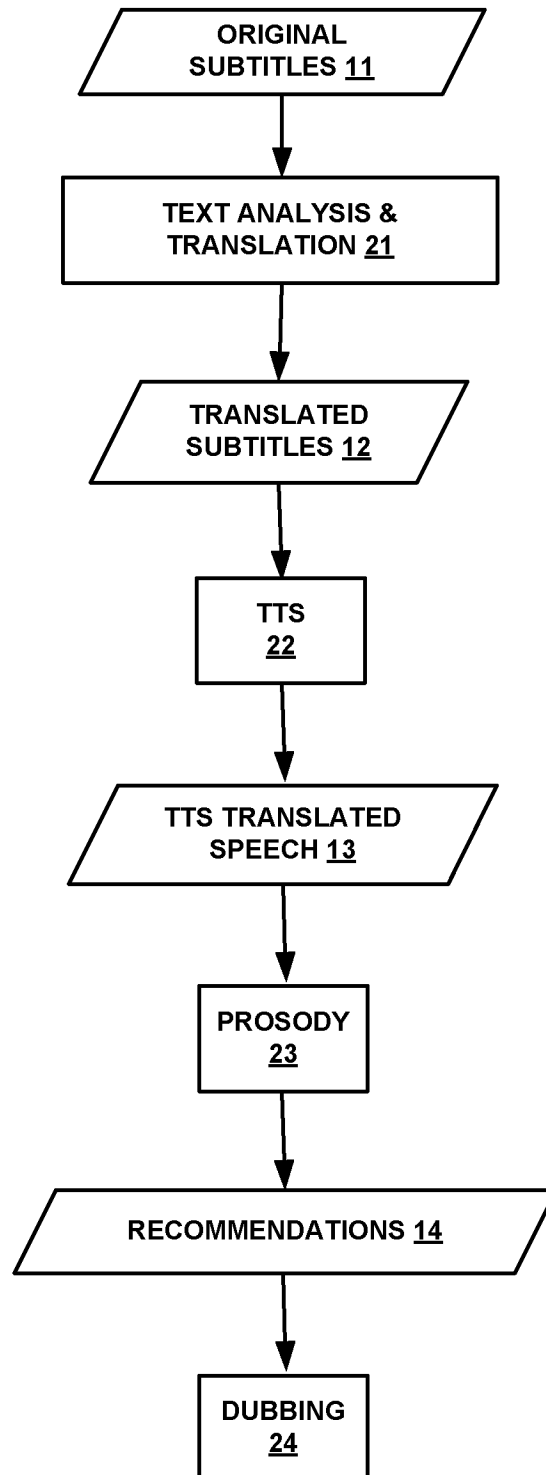 ORIGINAL
SUBTITLES 11
TEXT ANALYSIS &
TRANSLATION 21
TRANSLATED
SUBTITLES 12
TTS
22
TTS TRANSLATED
SPEECH 13
PROSODY
23
RECOMMENDATIONS 14
DUBBING
24